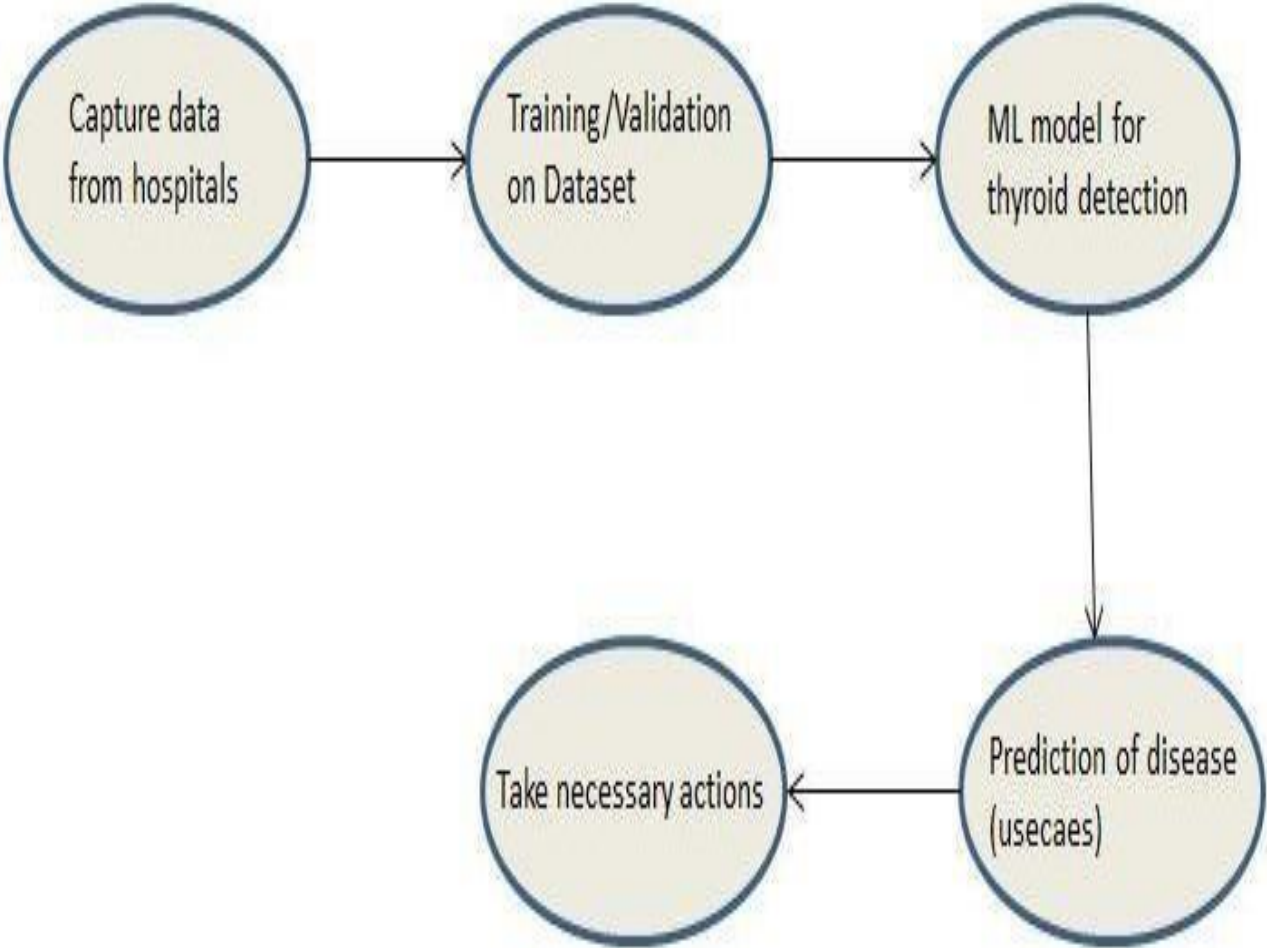 Capture data
from hospitals
Training/Validation
on Dataset
ML model for
thyroid detection
Prediction of disease
(usecaes)
Take necessary actions